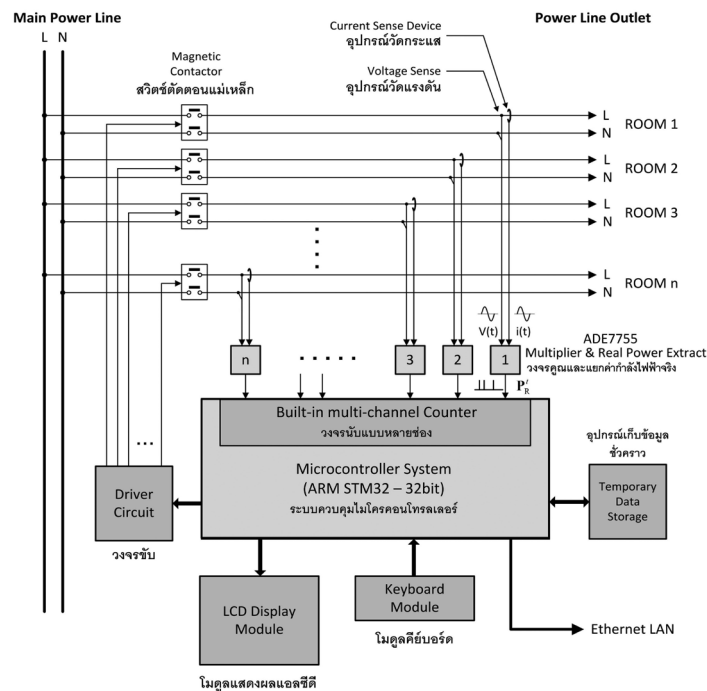 Main Power Line
L N
Magnetic
Contactor
สวิตช์ตัดตอนแม่เหล็ก
Current Sense Device
อุปกรณ์วัดกระแส
Voltage Sense
อุปกรณ์วัดแรงดัน
Power Line Outlet
L
N
ROOM 1
L
N
ROOM 2
L
N
ROOM 3
L
N
ROOM n
V(t)
i(t)
ADE7755
Multiplier & Real Power Extract
วงจรคูณและแยกค่ากำลังไฟฟ้าจริง
n
3
2
1
Built-in multi-channel Counter
วงจรนับแบบหลายช่อง
Microcontroller System
(ARM STM32 – 32bit)
ระบบควบคุมไมโครคอนโทรลเลอร์
Driver
Circuit
วงจรขับ
อุปกรณ์เก็บข้อมูล
ชั่วคราว
Temporary
Data
Storage
LCD Display
Module
โมดูลแสดงผลแอลซีดี
Keyboard
Module
โมดูลคีย์บอร์ด
Ethernet LAN